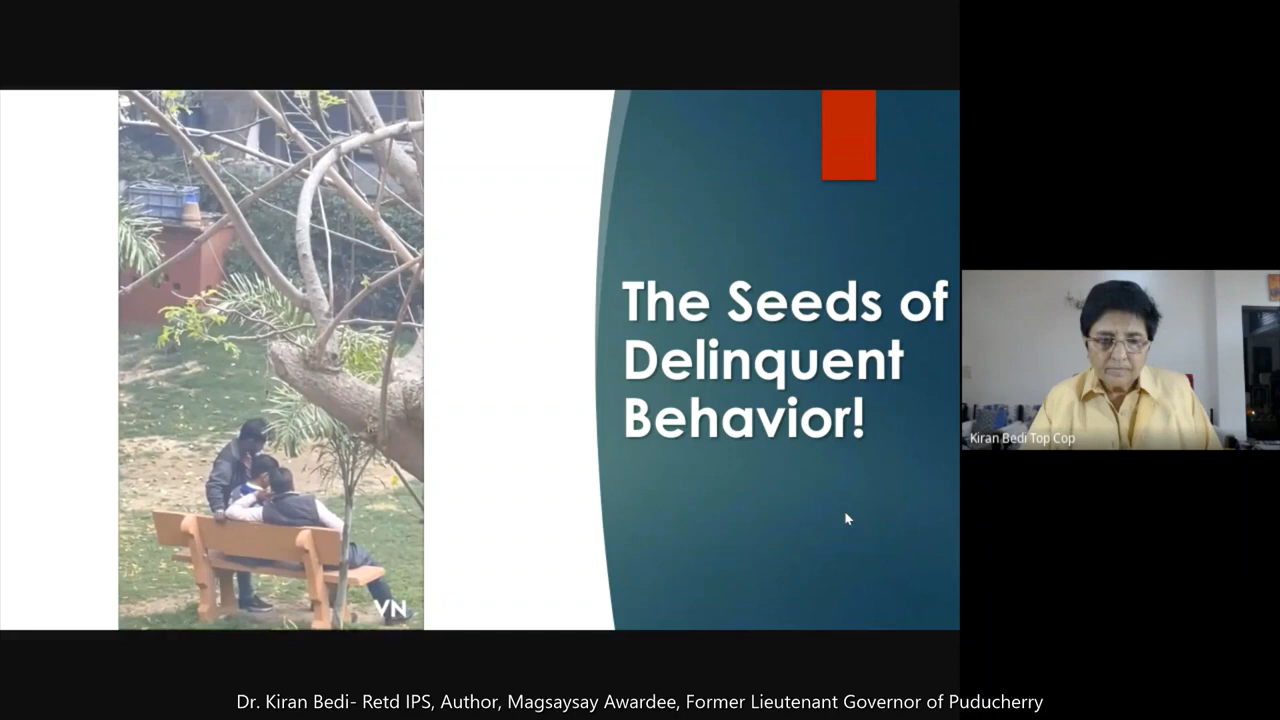 The Seeds of
Delinquent
Behavior!
VN
Kiran Bedi Top Cop
Dr. Kiran Bedi- Retd IPS, Author, Magsaysay Awardee, Former Lieutenant Governor of Puducherry